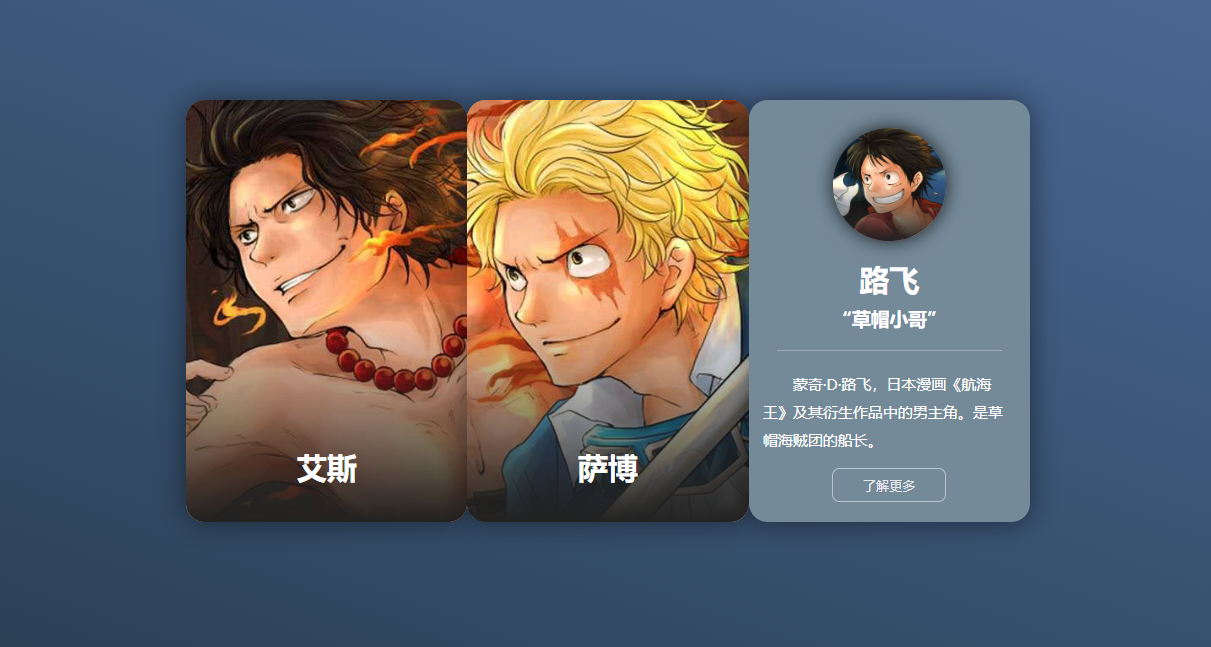 艾斯
萨博
路飞
“草帽小哥”
蒙奇·D·路飞，日本漫画《航海
王》及其衍生作品中的男主角。是草
帽海贼团的船长。
了解更多